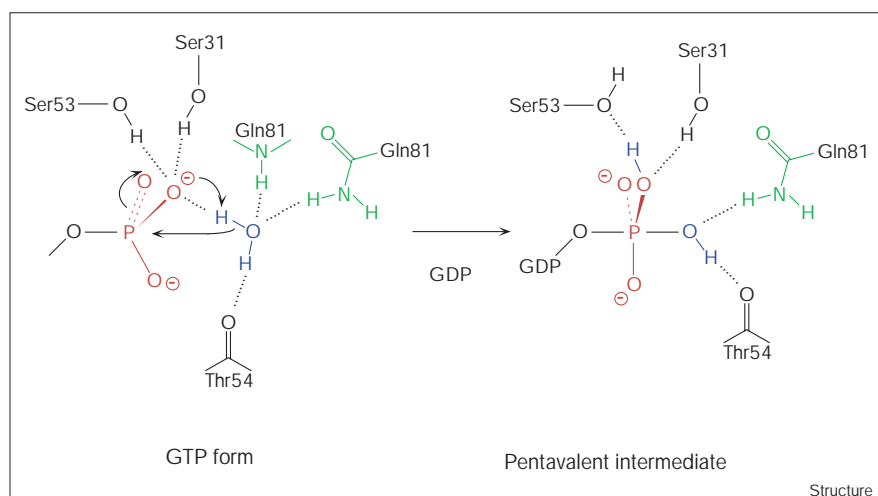 Ser31
Ser53
O
O
H
H
Gln81
N
H
O
Gln81
H
N
H
O
O
⊖
H
O
P
O
H
O
⊖
O
Thr54
GTP form
GDP
Ser31
H
Ser53
O
O
H
H
O
Gln81
H
N
H
⊖
O
O
O
P
O
H
GDP
O
⊖
O
Thr54
Pentavalent intermediate
Structure